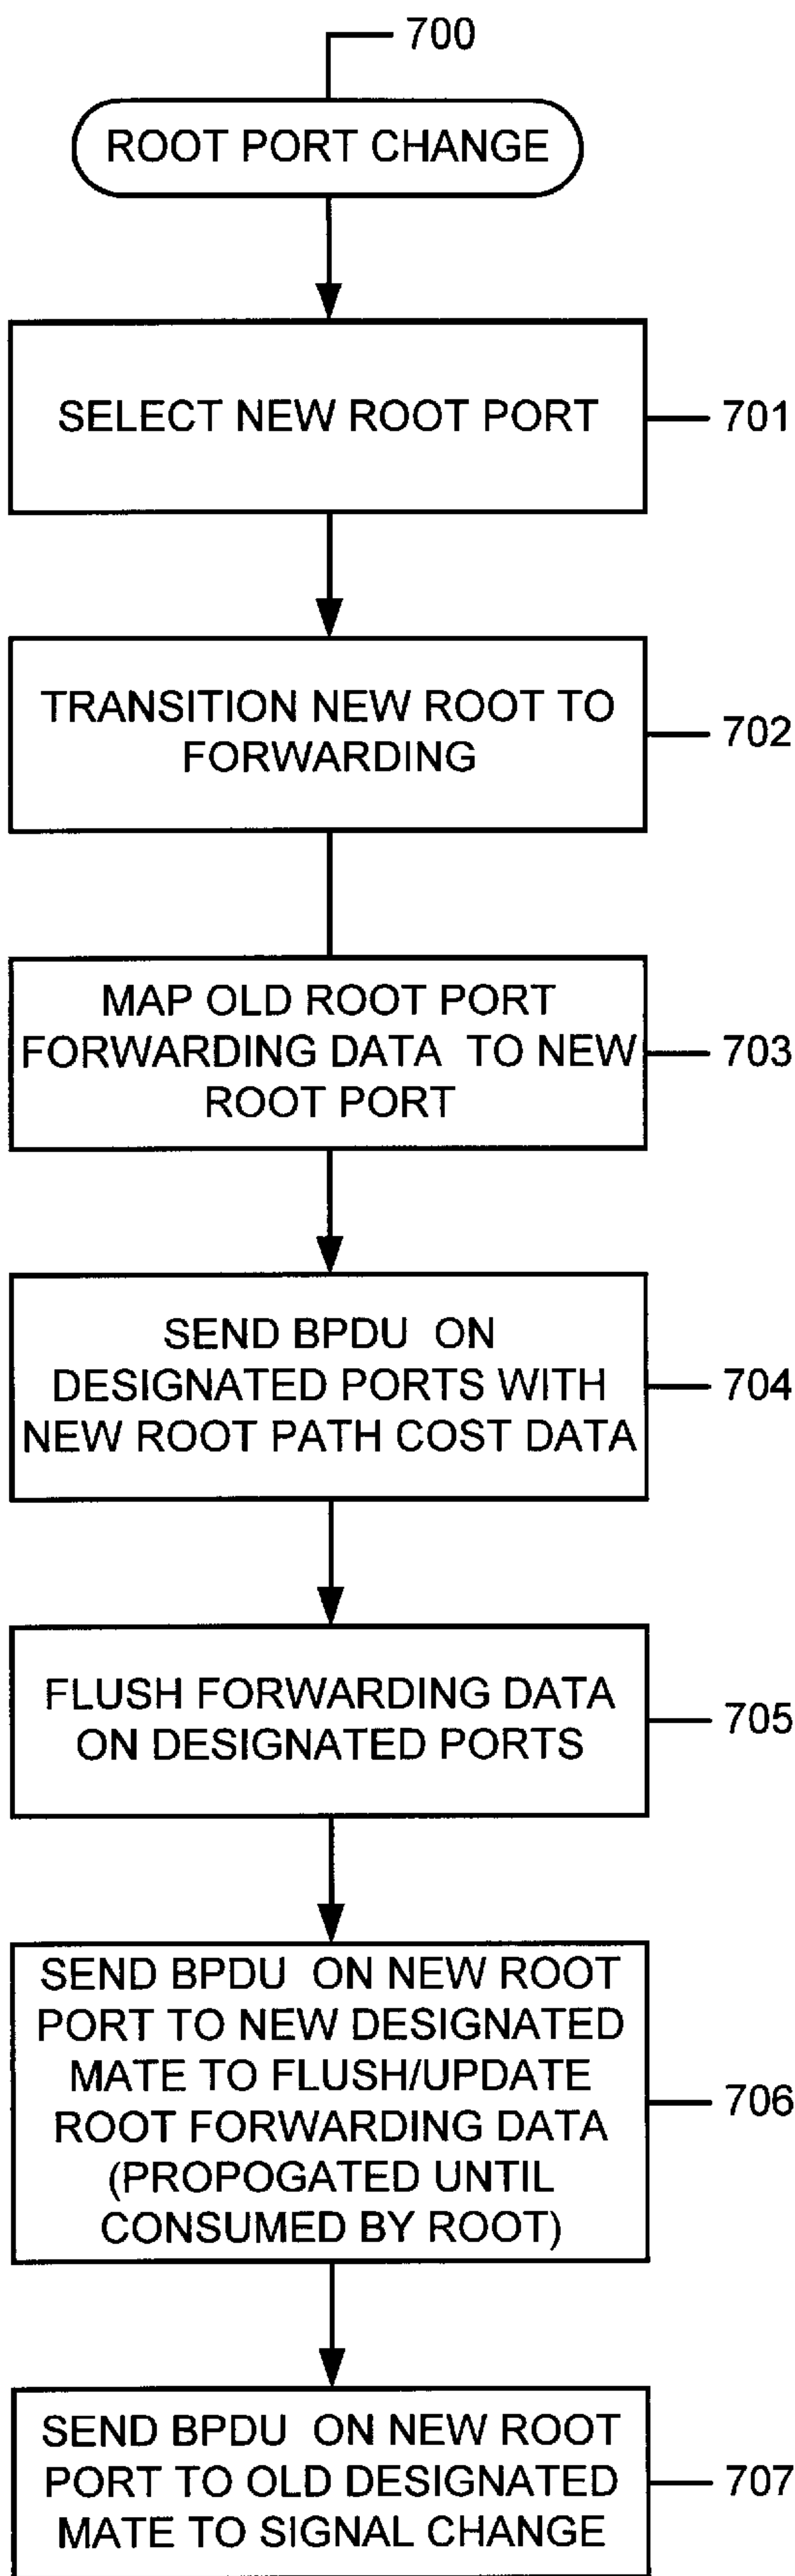 700
ROOT PORT CHANGE
SELECT NEW ROOT PORT
701
TRANSITION NEW ROOT TO
FORWARDING
702
MAP OLD ROOT PORT
FORWARDING DATA TO NEW
ROOT PORT
703
SEND BPDU ON
DESIGNATED PORTS WITH
NEW ROOT PATH COST DATA
704
FLUSH FORWARDING DATA
ON DESIGNATED PORTS
705
SEND BPDU ON NEW ROOT
PORT TO NEW DESIGNATED
MATE TO FLUSH/UPDATE
ROOT FORWARDING DATA
(PROPOGATED UNTIL
CONSUMED BY ROOT)
706
SEND BPDU ON NEW ROOT
PORT TO OLD DESIGNATED
MATE TO SIGNAL CHANGE
707